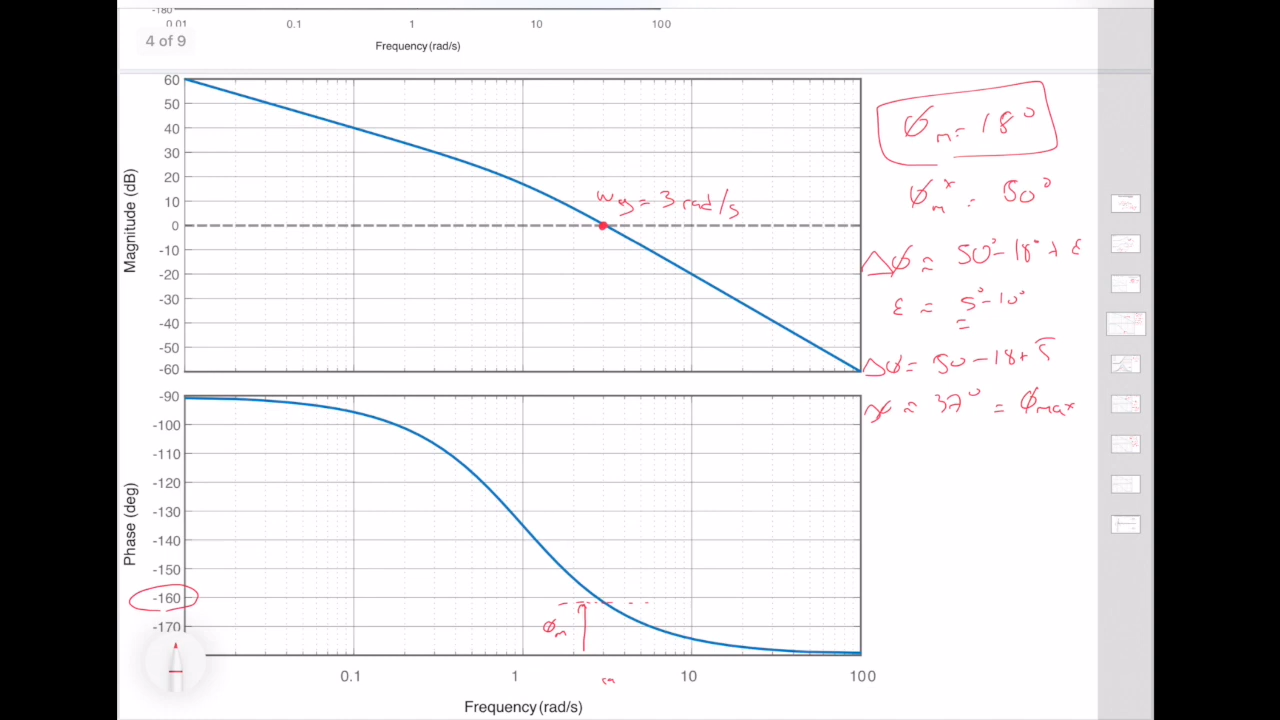 -180
0.01 0.1 1 10 100
4 of 9
Frequency (rad/s)
60
50
40
30
20
10
0
-10
-20
-30
-40
-50
-60
Magnitude (dB)
ωg = 3 rad/s
-90
-100
-110
-120
-130
-140
-150
-160
-170
Phase (deg)
ϕm
0.1 1 10 100
Frequency (rad/s)
ϕm = 18°
ϕm* = 50°
Δϕ = 50° - 18° + ε
ε = 5° - 10°
Δϕ = 50 - 18 + 5
= 37° = ϕmax